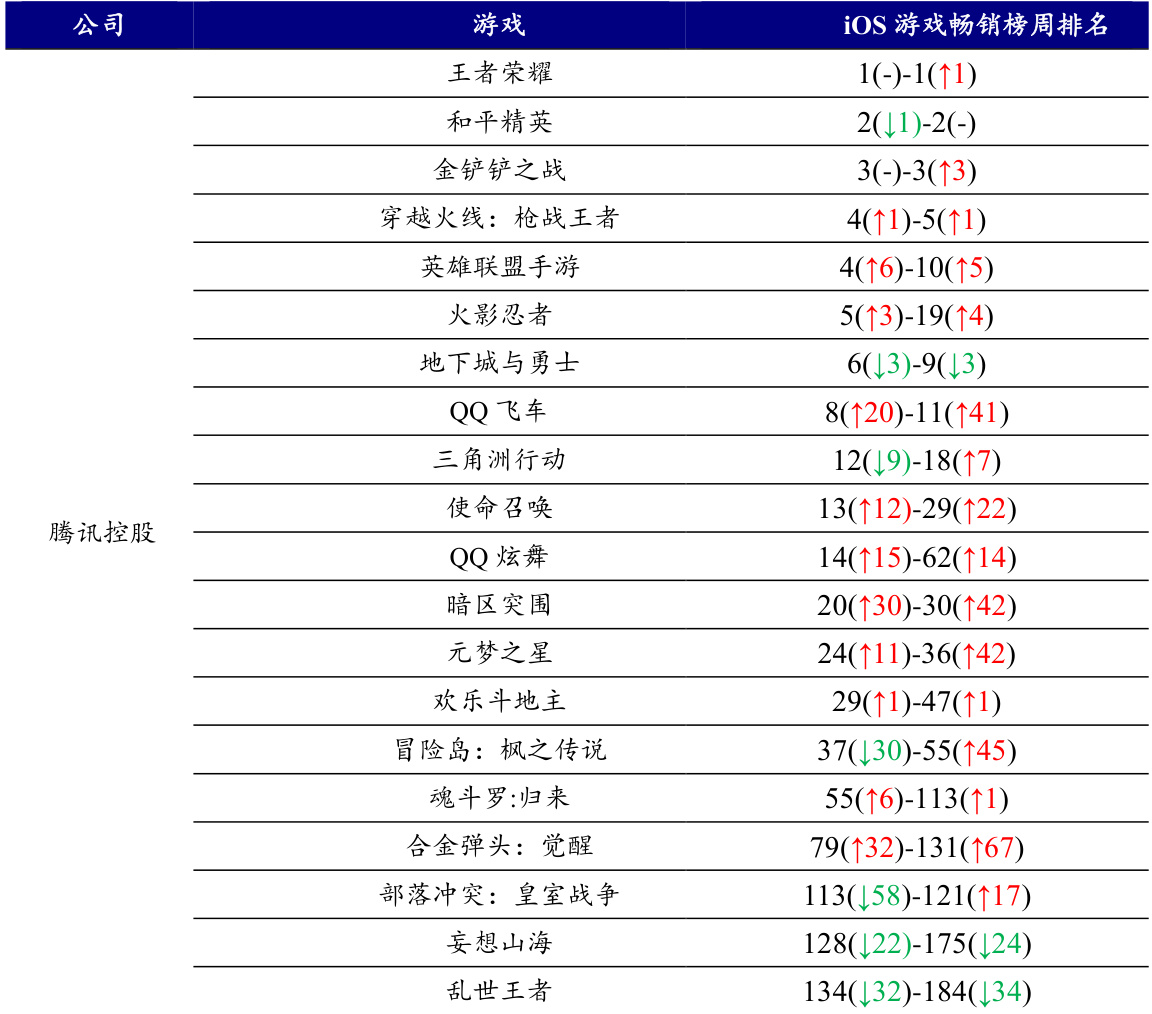 公司 游戏 iOS 游戏畅销榜周排名
王者荣耀 1(-)-1(↑1)
和平精英 2(↓1)-2(-)
金铲铲之战 3(-)-3(↑3)
穿越火线：枪战王者 4(↑1)-5(↑1)
英雄联盟手游 4(↑6)-10(↑5)
火影忍者 5(↑3)-19(↑4)
地下城与勇士 6(↓3)-9(↓3)
QQ 飞车 8(↑20)-11(↑41)
三角洲行动 12(↓9)-18(↑7)
使命召唤 13(↑12)-29(↑22)
腾讯控股
QQ 炫舞 14(↑15)-62(↑14)
暗区突围 20(↑30)-30(↑42)
元梦之星 24(↑11)-36(↑42)
欢乐斗地主 29(↑1)-47(↑1)
冒险岛：枫之传说 37(↓30)-55(↑45)
魂斗罗:归来 55(↑6)-113(↑1)
合金弹头：觉醒 79(↑32)-131(↑67)
部落冲突：皇室战争 113(↓58)-121(↑17)
妄想山海 128(↓22)-175(↓24)
乱世王者 134(↓32)-184(↓34)